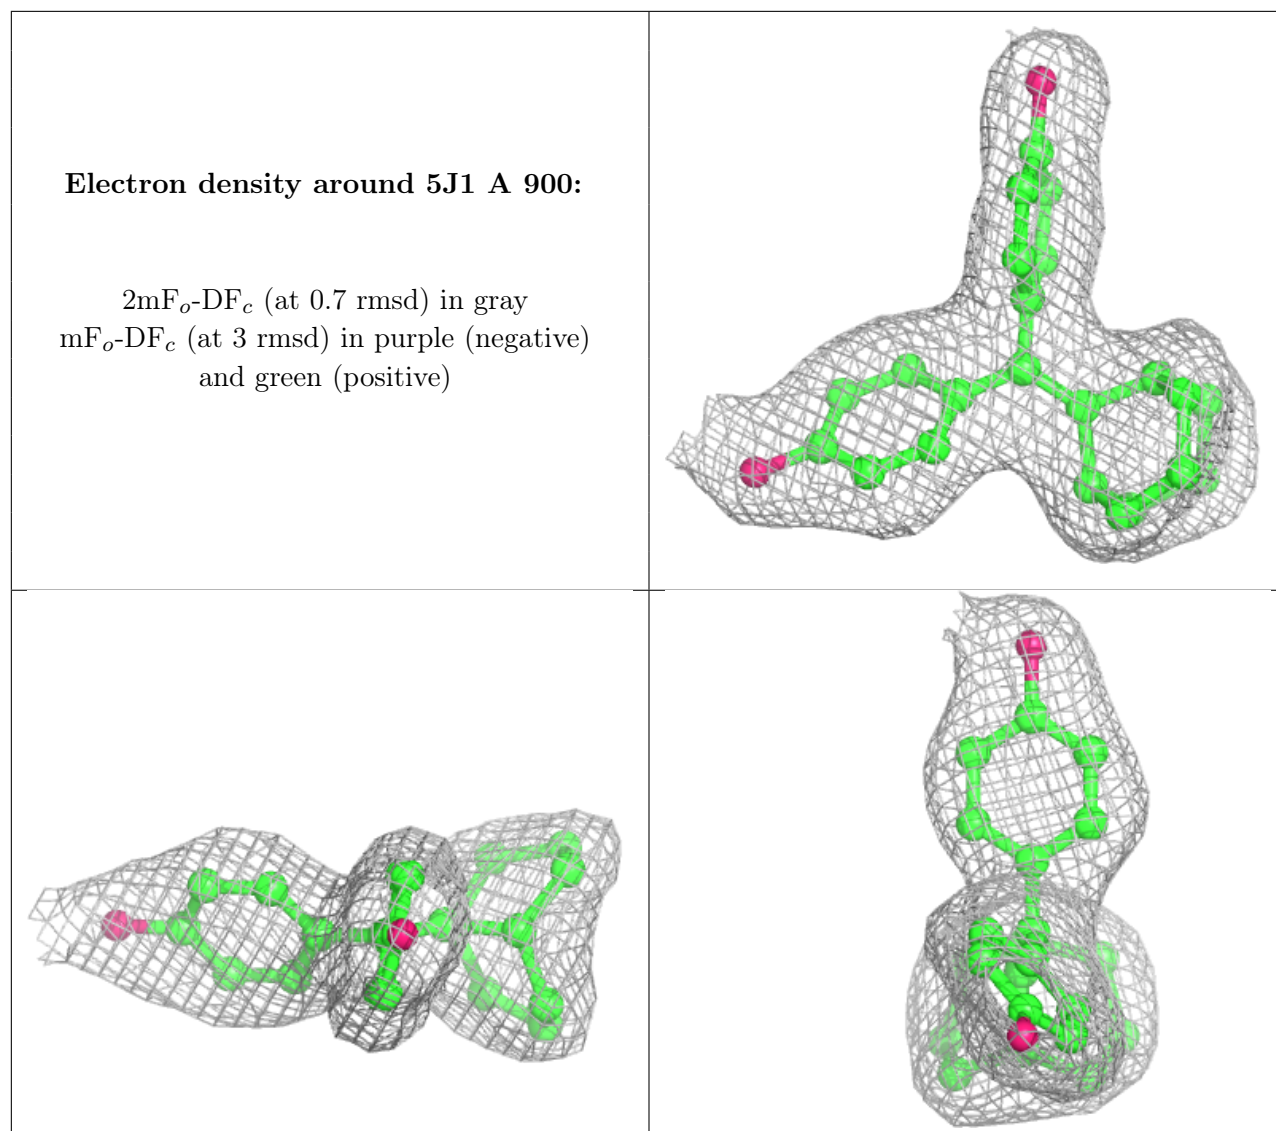 Electron density around 5J1 A 900:
2mFo-DFc (at 0.7 rmsd) in gray
mFo-DFc (at 3 rmsd) in purple (negative)
and green (positive)